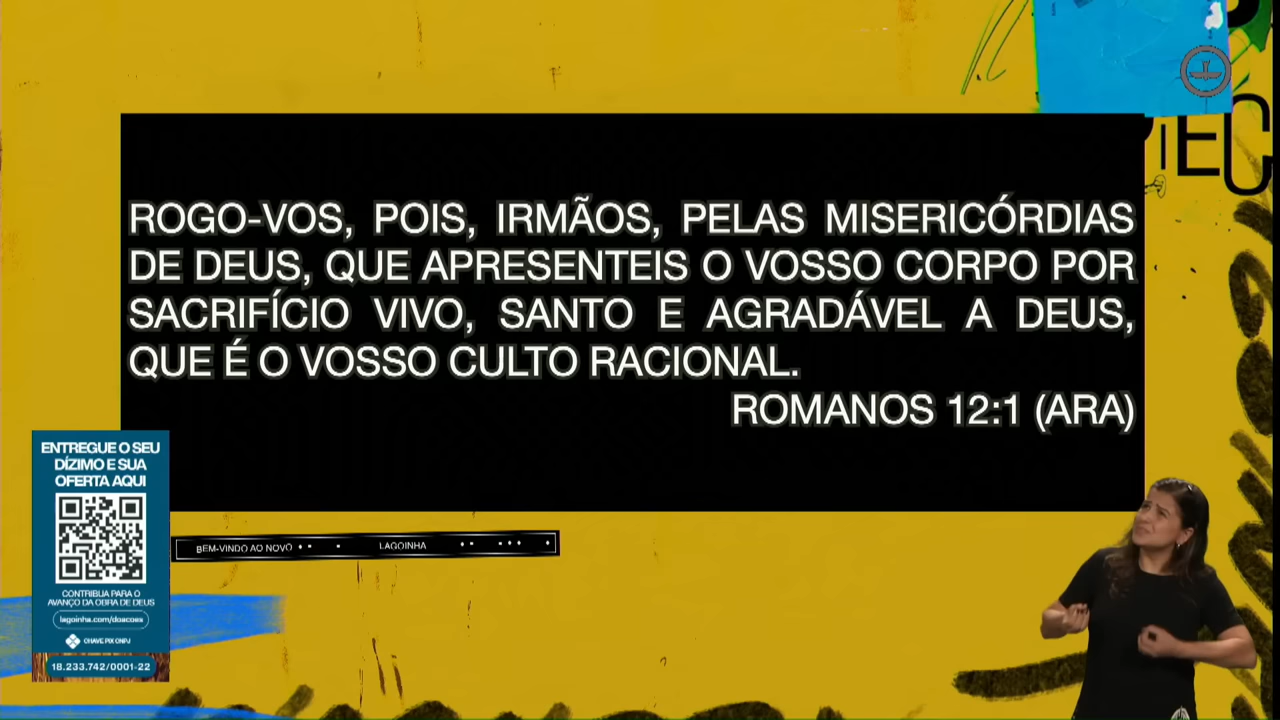 ROGO-VOS, POIS, IRMÃOS, PELAS MISERICÓRDIAS
DE DEUS, QUE APRESENTEIS O VOSSO CORPO POR
SACRIFÍCIO VIVO, SANTO E AGRADÁVEL A DEUS,
QUE É O VOSSO CULTO RACIONAL.
ROMANOS 12:1 (ARA)
ENTREGUE O SEU
DÍZIMO E SUA
OFERTA AQUI
CONTRIBUA PARA O
AVANÇO DA OBRA DE DEUS
lagoinha.com/doacoes
CHAVE PIX CNPJ
18.233.742/0001-22
BEM-VINDO AO NOVO
LAGOINHA